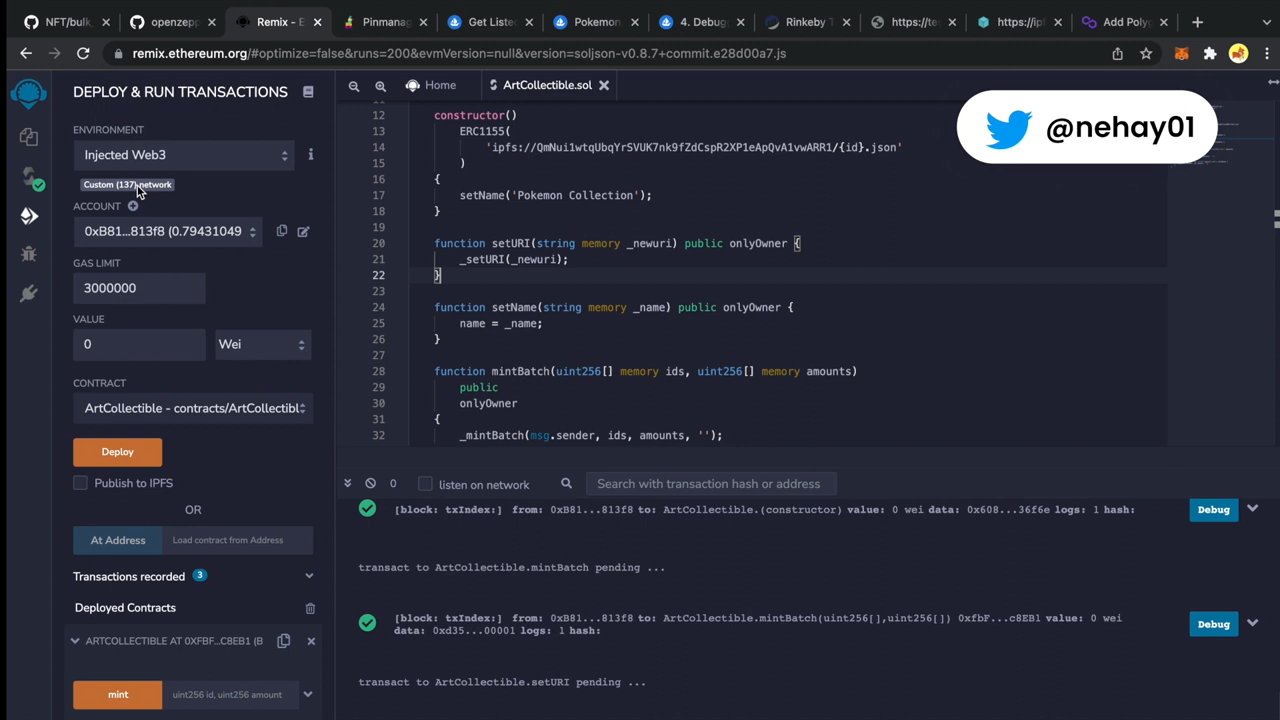 NFT/bulk_
openzepp
Remix - E
Pinmanag
Get Listed
Pokemon
4. Debug
Rinkeby T
https://te
https://ipf
Add Polyg
remix.ethereum.org/#optimize=false&runs=200&evmVersion=null&version=soljson-v0.8.7+commit.e28d00a7.js
DEPLOY & RUN TRANSACTIONS
Home
ArtCollectible.sol
@nehay01
ENVIRONMENT
Injected Web3
Custom (137) network
ACCOUNT
0xB81...813f8 (0.79431049
GAS LIMIT
3000000
VALUE
0
Wei
CONTRACT
ArtCollectible - contracts/ArtCollectibl
Deploy
Publish to IPFS
OR
At Address
Load contract from Address
Transactions recorded 3
Deployed Contracts
ARTCOLLECTIBLE AT 0XFBF...C8EB1 (B
mint
uint256 id, uint256 amount
11
12 constructor()
13 ERC1155(
14 'ipfs://QmNui1wtqUbqYrSVUK7nk9fZdCspR2XP1eApQvA1vwARR1/{id}.json'
15 )
16 {
17 setName('Pokemon Collection');
18 }
19
20 function setURI(string memory _newuri) public onlyOwner {
21 _setURI(_newuri);
22 }
23
24 function setName(string memory _name) public onlyOwner {
25 name = _name;
26 }
27
28 function mintBatch(uint256[] memory ids, uint256[] memory amounts)
29 public
30 onlyOwner
31 {
32 _mintBatch(msg.sender, ids, amounts, '');
0
listen on network
Search with transaction hash or address
[block: txIndex:] from: 0xB81...813f8 to: ArtCollectible.(constructor) value: 0 wei data: 0x608...36f6e logs: 1 hash:
Debug
transact to ArtCollectible.mintBatch pending ...
[block: txIndex:] from: 0xB81...813f8 to: ArtCollectible.mintBatch(uint256[],uint256[]) 0xfbF...c8EB1 value: 0 wei
data: 0xd35...00001 logs: 1 hash:
Debug
transact to ArtCollectible.setURI pending ...